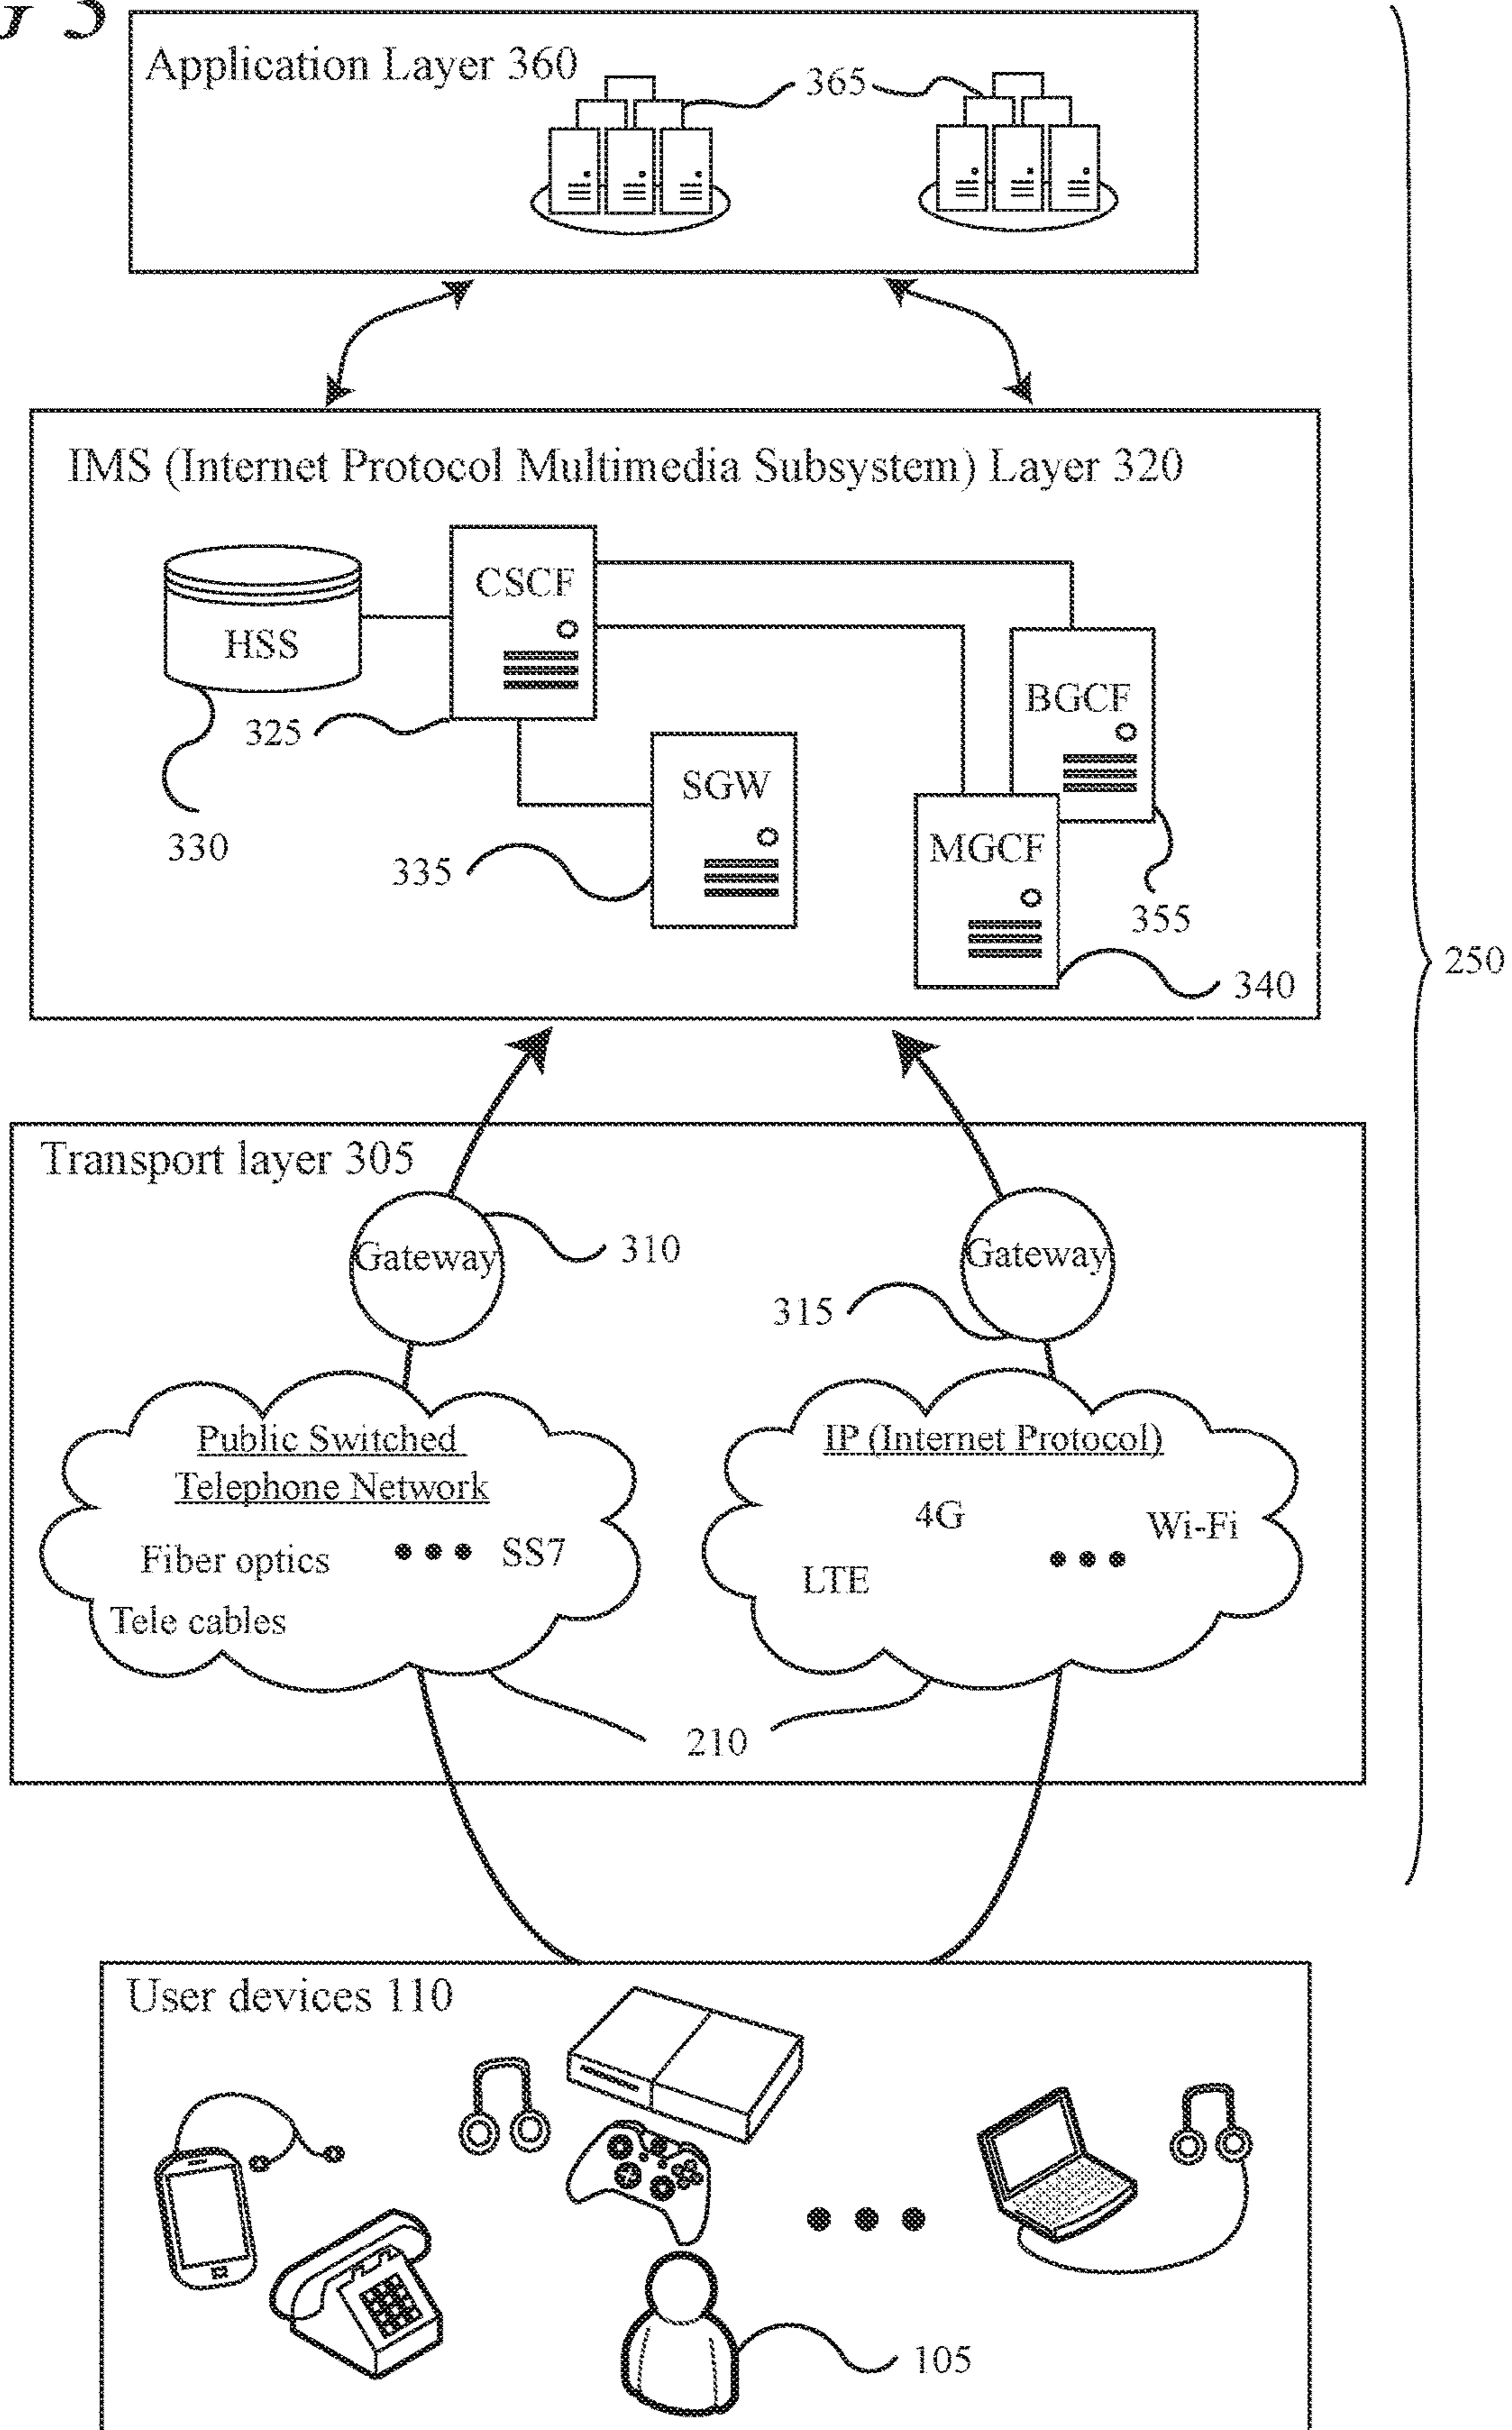 Application Layer 360
365
IMS (Internet Protocol Multimedia Subsystem) Layer 320
CSCF
HSS
BGCF
325
SGW
330
335
MGCF
355
340
250
Transport layer 305
Gateway
310
Gateway
315
Public Switched
Telephone Network
Fiber optics
SS7
Tele cables
IP (Internet Protocol)
4G
Wi-Fi
LTE
210
User devices 110
105